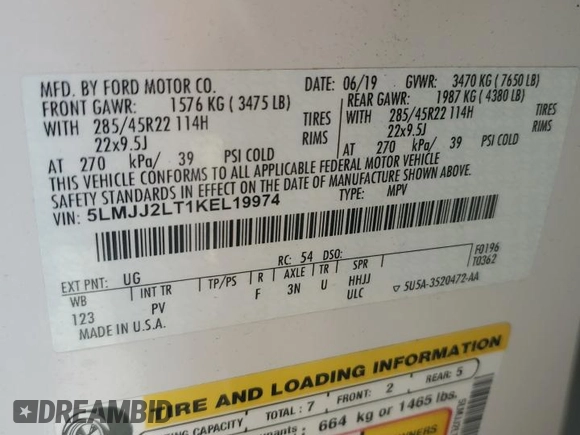 MFD. BY FORD MOTOR CO.
DATE: 06/19 GVWR: 3470 KG ( 7650 LB)
FRONT GAWR: 1576 KG ( 3475 LB)
REAR GAWR: 1987 KG ( 4380 LB)
WITH 285/45R22 114H TIRES
WITH 285/45R22 114H TIRES
22x9.5J RIMS
22x9.5J RIMS
AT 270 kPa/ 39 PSI COLD
AT 270 kPa/ 39 PSI COLD
THIS VEHICLE CONFORMS TO ALL APPLICABLE FEDERAL MOTOR VEHICLE
SAFETY STANDARDS IN EFFECT ON THE DATE OF MANUFACTURE SHOWN ABOVE.
VIN: 5LMJJ2LT1KEL19974 TYPE: MPV
F0196
T0362
EXT PNT: UG RC: 54 DSO:
WB INT TR TP/PS R AXLE TR SPR
123 PV F 3N U HHJJ
ULC
MADE IN U.S.A.
▽ 5U5A-3520472-AA
TIRE AND LOADING INFORMATION
CAPACITY TOTAL: 7 FRONT: 2 REAR: 5
664 kg or 1465 lbs.
DREAMBID